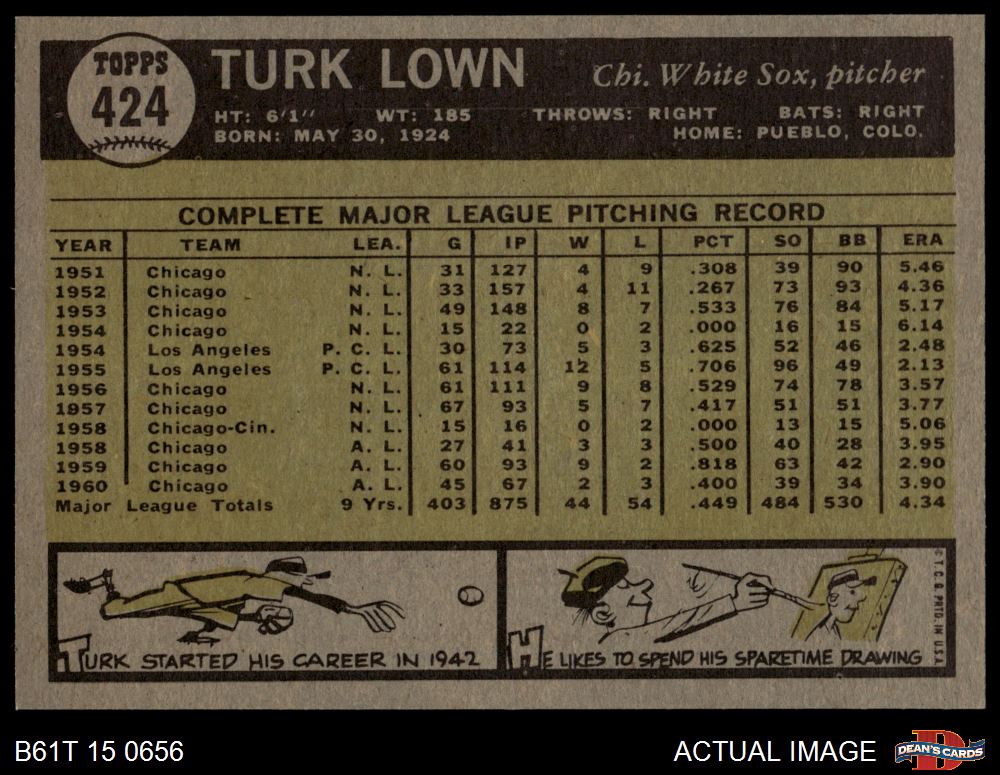 TOPPS
424
TURK LOWN
Chi. White Sox, pitcher
HT: 6'1" WT: 185 THROWS: RIGHT BATS: RIGHT
BORN: MAY 30, 1924 HOME: PUEBLO, COLO.
COMPLETE MAJOR LEAGUE PITCHING RECORD
YEAR TEAM LEA. G IP W L PCT SO BB ERA
1951 Chicago N. L. 31 127 4 9 .308 39 90 5.46
1952 Chicago N. L. 33 157 4 11 .267 73 93 4.36
1953 Chicago N. L. 49 148 8 7 .533 76 84 5.17
1954 Chicago N. L. 15 22 0 2 .000 16 15 6.14
1954 Los Angeles P. C. L. 30 73 5 3 .625 52 46 2.48
1955 Los Angeles P. C. L. 61 114 12 5 .706 96 49 2.13
1956 Chicago N. L. 61 111 9 8 .529 74 78 3.57
1957 Chicago N. L. 67 93 5 7 .417 51 51 3.77
1958 Chicago-Cin. N. L. 15 16 0 2 .000 13 15 5.06
1958 Chicago A. L. 27 41 3 3 .500 40 28 3.95
1959 Chicago A. L. 60 93 9 2 .818 63 42 2.90
1960 Chicago A. L. 45 67 2 3 .400 39 34 3.90
Major League Totals 9 Yrs. 403 875 44 54 .449 484 530 4.34
TURK STARTED HIS CAREER IN 1942
HE LIKES TO SPEND HIS SPARETIME DRAWING
© T. C. G. PRTD. IN U.S.A.
B61T 15 0656
ACTUAL IMAGE
DEAN'S CARDS